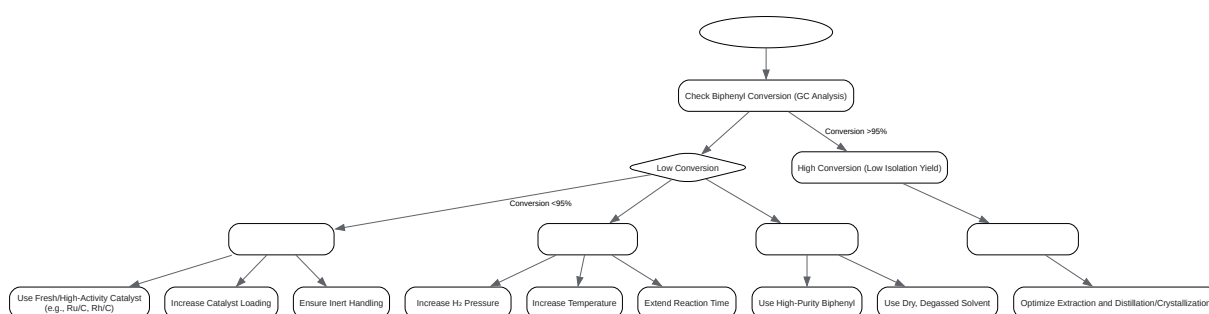 Check Biphenyl Conversion (GC Analysis)
Conversion >95%
Low Conversion
High Conversion (Low Isolation Yield)
Conversion <95%
Use Fresh/High-Activity Catalyst
(e.g., Ru/C, Rh/C)
Increase Catalyst Loading
Ensure Inert Handling
Increase H₂ Pressure
Increase Temperature
Extend Reaction Time
Use High-Purity Biphenyl
Use Dry, Degassed Solvent
Optimize Extraction and Distillation/Crystallization